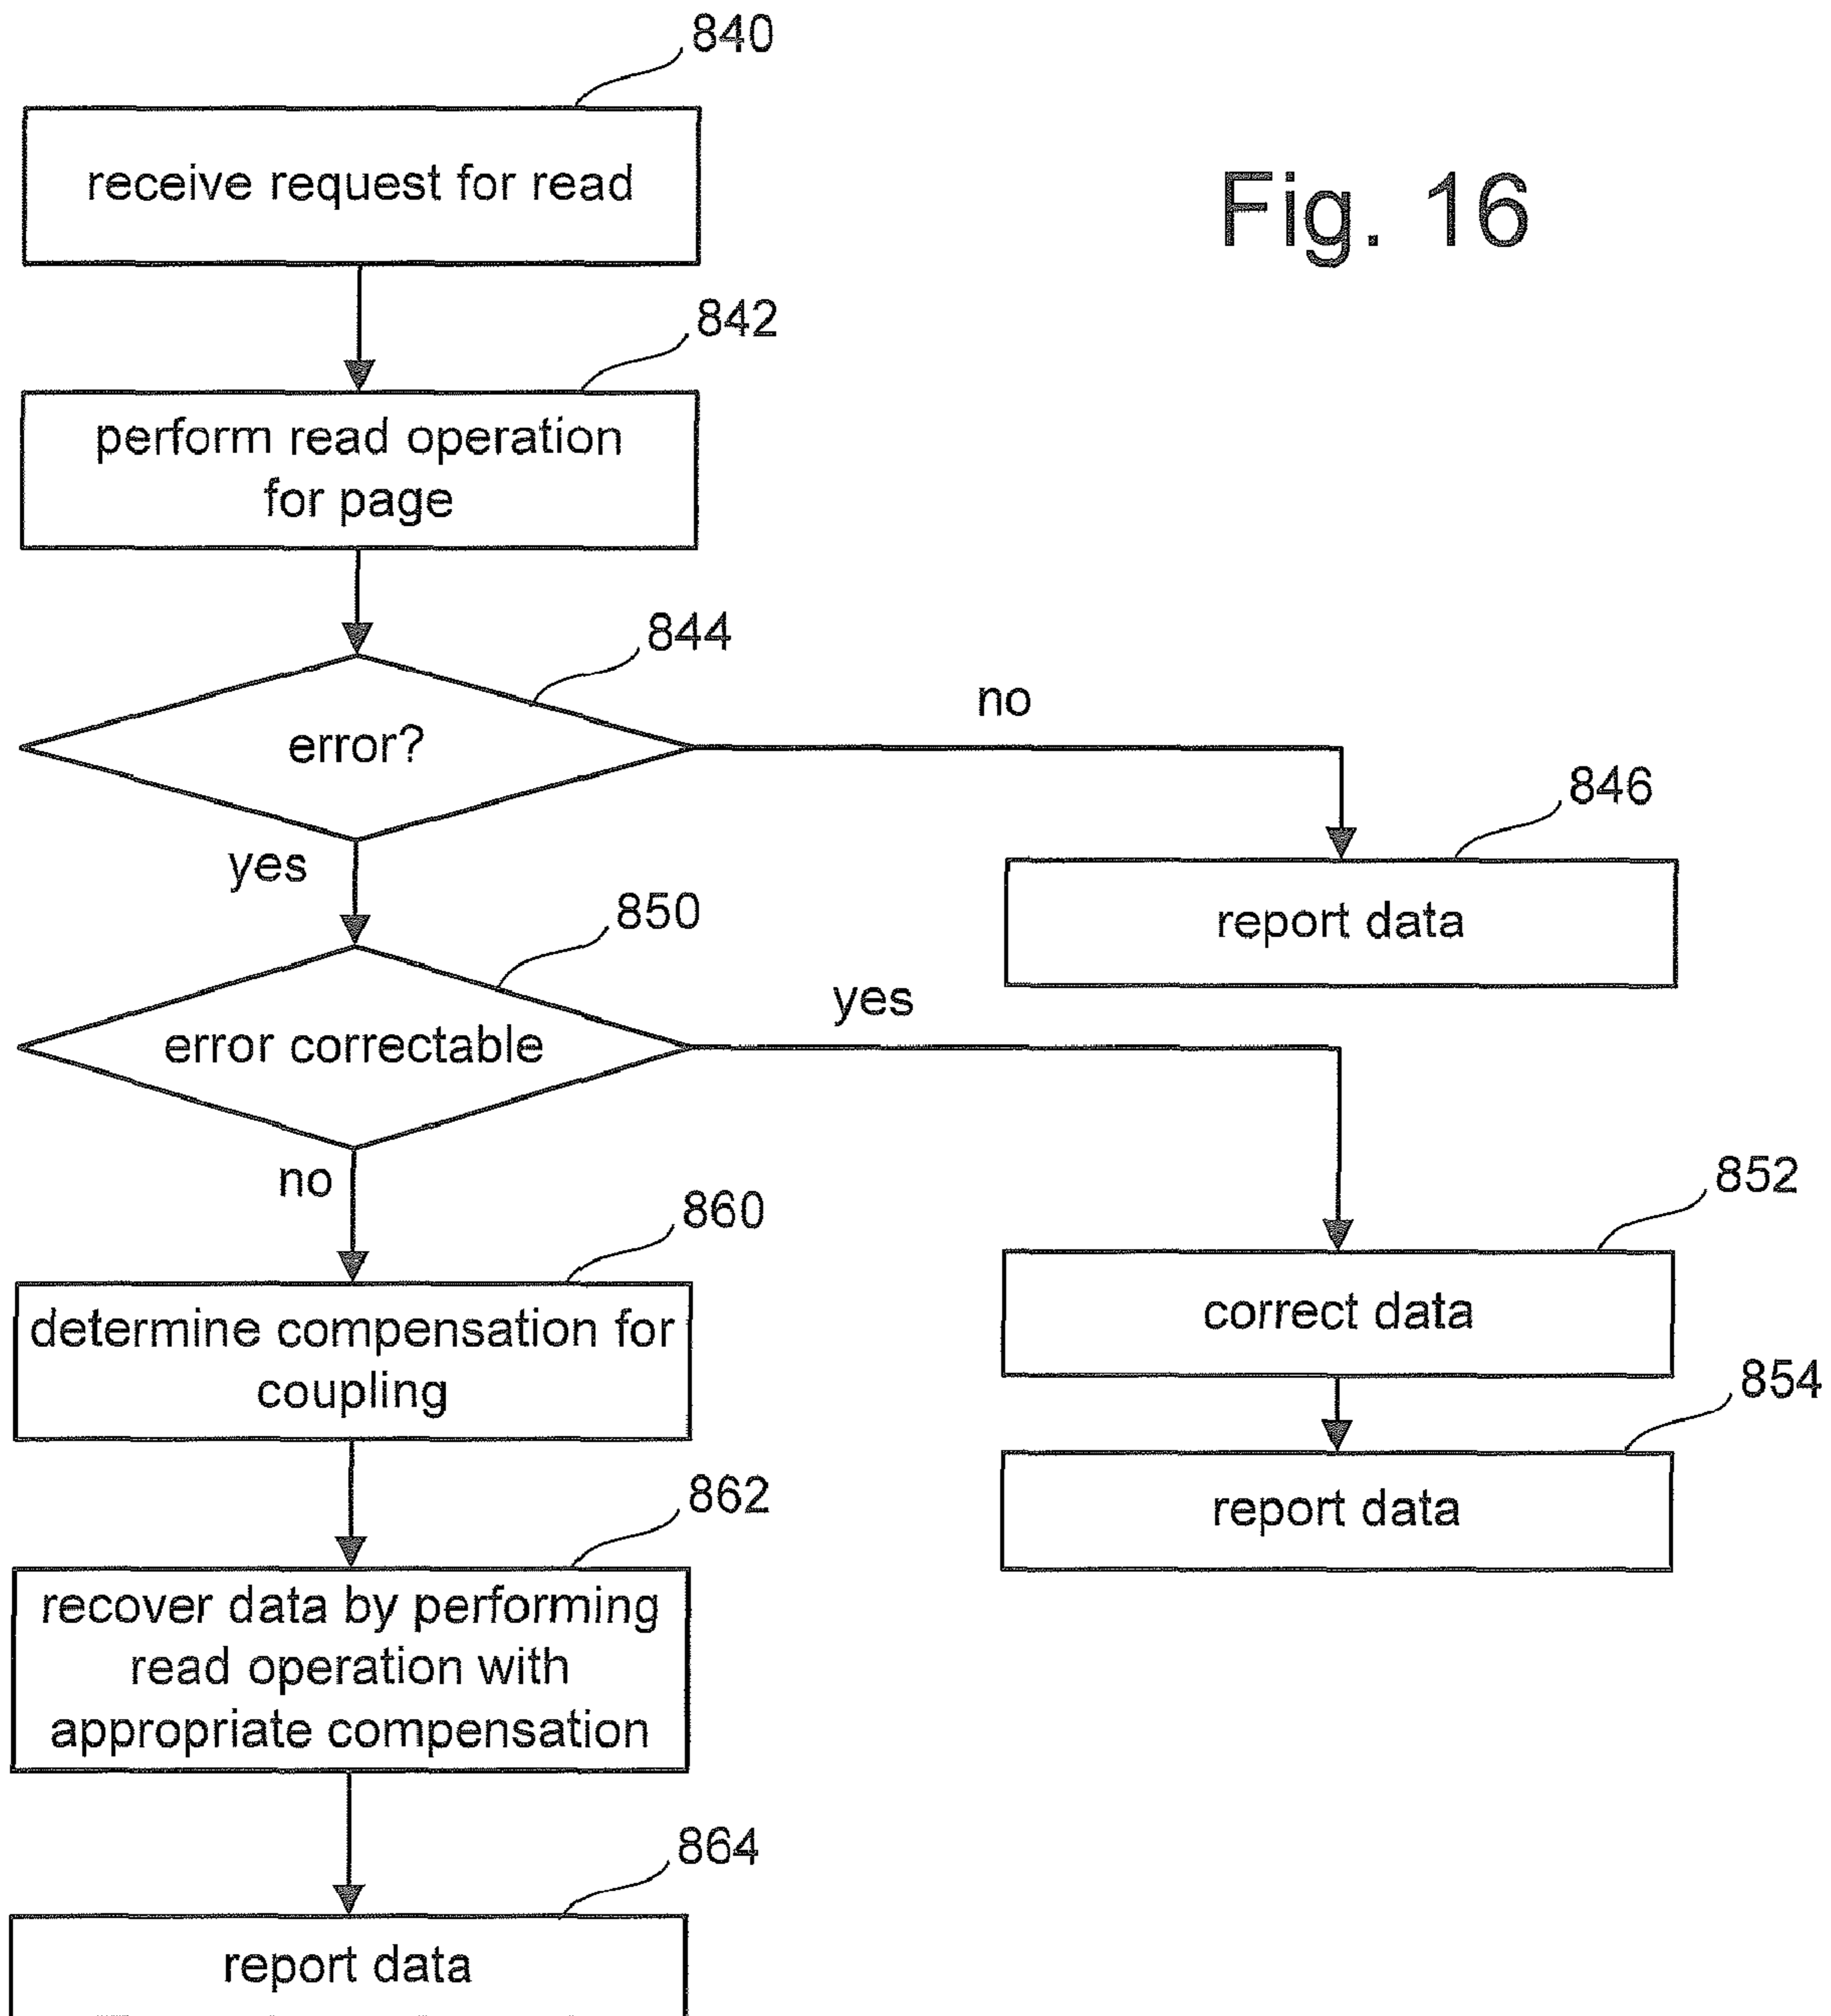 840
receive request for read
Fig. 16
842
perform read operation
for page
844
error?
no
846
report data
yes
850
error correctable
yes
852
correct data
854
report data
no
860
determine compensation for
coupling
862
recover data by performing
read operation with
appropriate compensation
864
report data